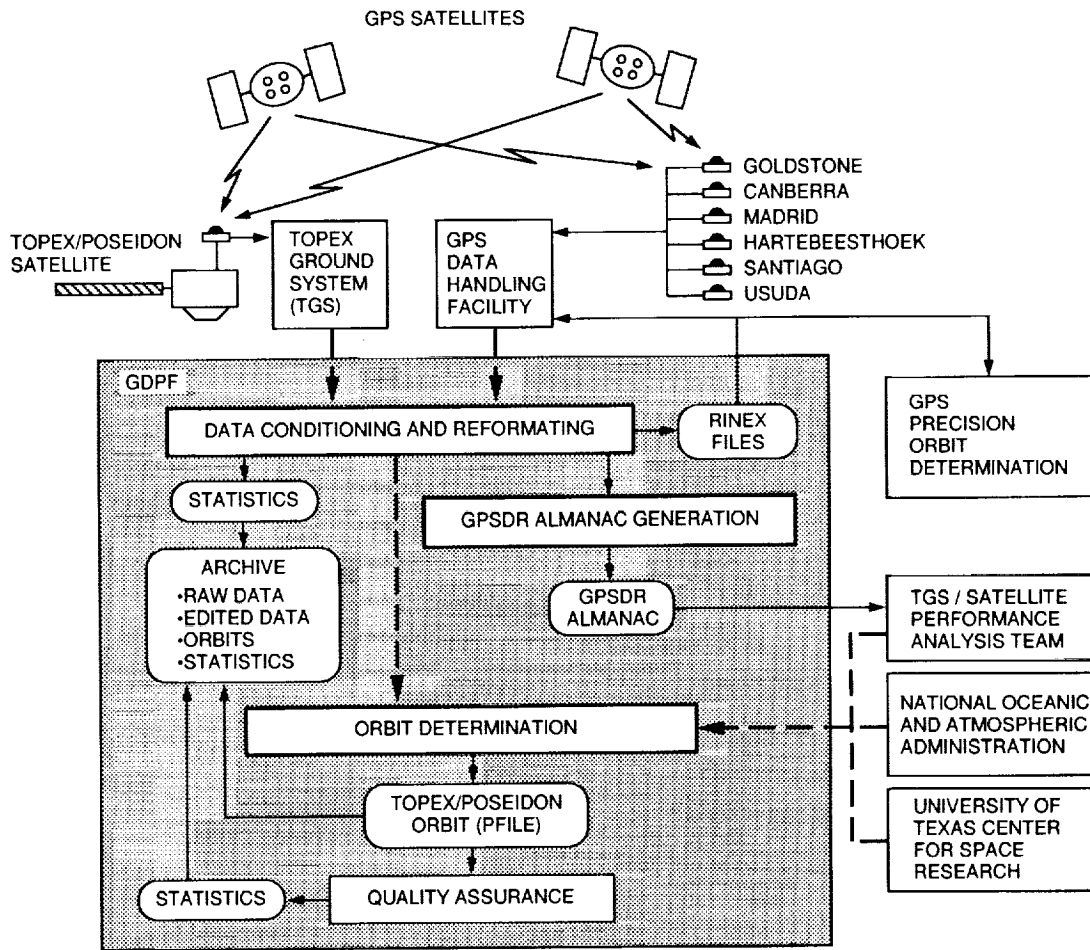 GPS SATELLITES
GOLDSTONE
CANBERRA
MADRID
HARTEBEESTHOEK
SANTIAGO
USUDA
TOPEX/POSEIDON
SATELLITE
TOPEX
GROUND
SYSTEM
(TGS)
GPS
DATA
HANDLING
FACILITY
GDPF
DATA CONDITIONING AND REFORMATING
RINEX
FILES
GPS
PRECISION
ORBIT
DETERMINATION
STATISTICS
GPSDR ALMANAC GENERATION
ARCHIVE
•RAW DATA
•EDITED DATA
•ORBITS
•STATISTICS
GPSDR
ALMANAC
TGS / SATELLITE
PERFORMANCE
ANALYSIS TEAM
ORBIT DETERMINATION
NATIONAL OCEANIC
AND ATMOSPHERIC
ADMINISTRATION
TOPEX/POSEIDON
ORBIT (PFILE)
UNIVERSITY OF
TEXAS CENTER
FOR SPACE
RESEARCH
STATISTICS
QUALITY ASSURANCE